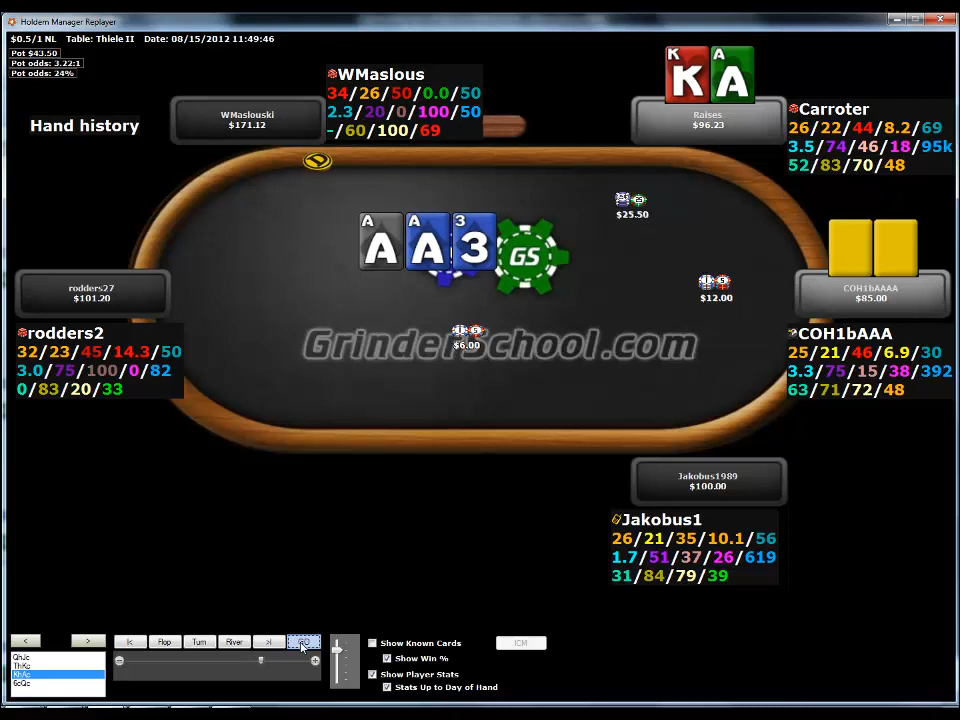 Holdem Manager Replayer
$0.5/1 NL Table: Thiele II Date: 08/15/2012 11:49:46
Pot $43.50
Pot odds: 3.22:1
Pot odds: 24%
Hand history
WMaslouski
$171.12
WMaslous
34/26/50/0.0/50
2.3/20/0/100/50
-/60/100/69
K A
K A
Raises
$96.23
Carroter
26/22/44/8.2/69
3.5/74/46/18/95k
52/83/70/48
D
$25.50
A A 3
A A 3
GS
$12.00
COH1bAAAA
$85.00
rodders27
$101.20
$6.00
GrinderSchool.com
rodders2
32/23/45/14.3/50
3.0/75/100/0/82
0/83/20/33
COH1bAAA
25/21/46/6.9/30
3.3/75/15/38/392
63/71/72/48
Jakobus1989
$100.00
Jakobus1
26/21/35/10.1/56
1.7/51/37/26/619
31/84/79/39
< > |< Flop Turn River >| GO
Show Known Cards
ICM
Show Win %
Show Player Stats
Stats Up to Day of Hand
QhJc
ThKc
KhAc
6cQc